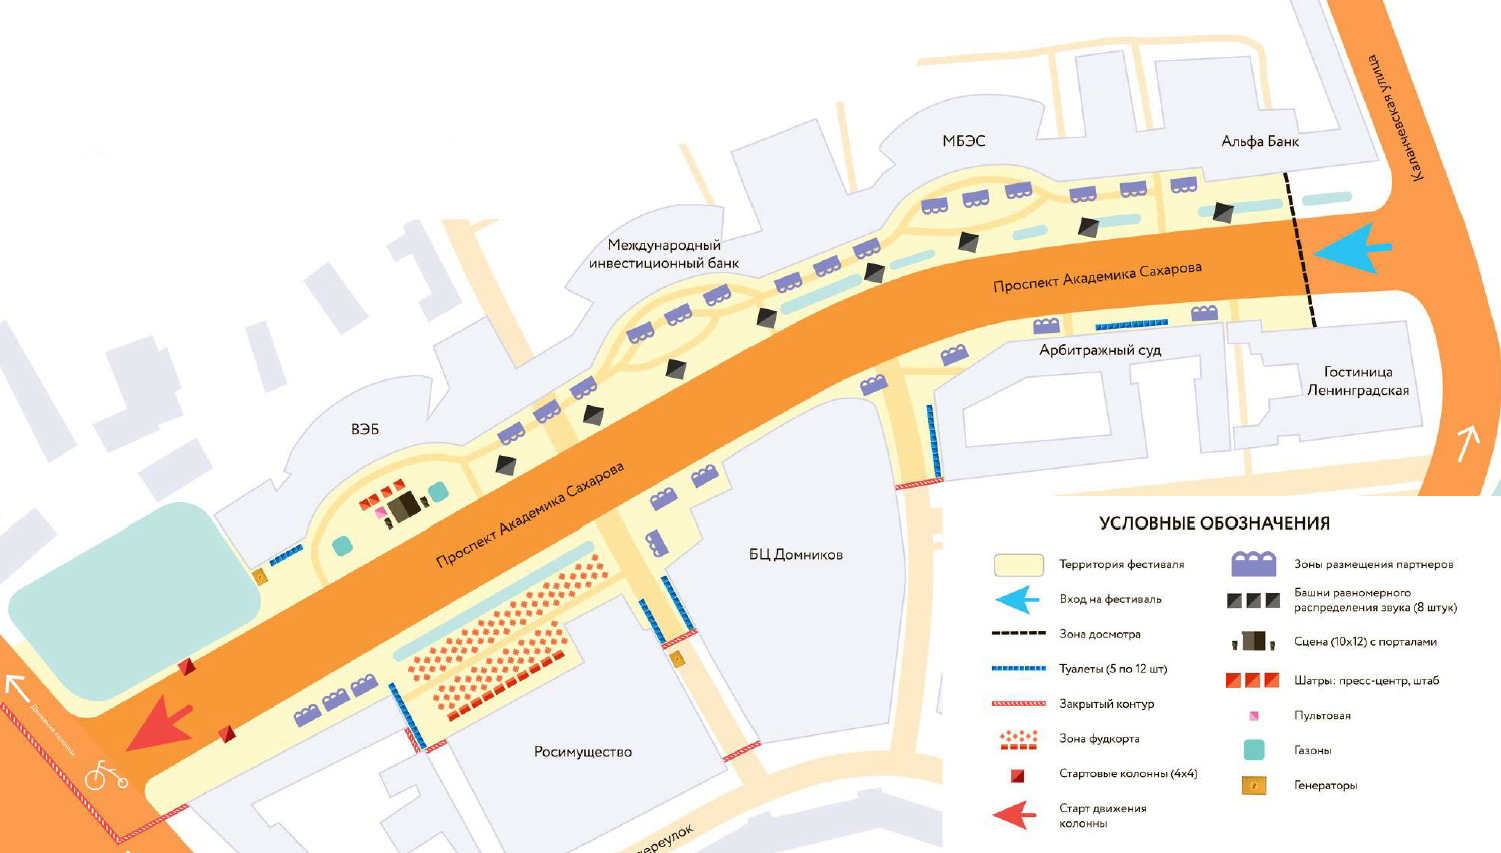 Каланчевская улица
МБЭС
Альфа Банк
Международный
инвестиционный банк
Проспект Академика Сахарова
Арбитражный суд
Гостиница
Ленинградская
ВЭБ
Проспект Академика Сахарова
БЦ Домников
Росимущество
Движение колонны
ереулок
УСЛОВНЫЕ ОБОЗНАЧЕНИЯ
Территория фестиваля
Вход на фестиваль
Зона досмотра
Туалеты (5 по 12 шт)
Закрытый контур
Зона фудкорта
Стартовые колонны (4х4)
Старт движения
колонны
Зоны размещения партнеров
Башни равномерного
распределения звука (8 штук)
Сцена (10х12) с порталами
Шатры: пресс-центр, штаб
Пультовая
Газоны
Генераторы